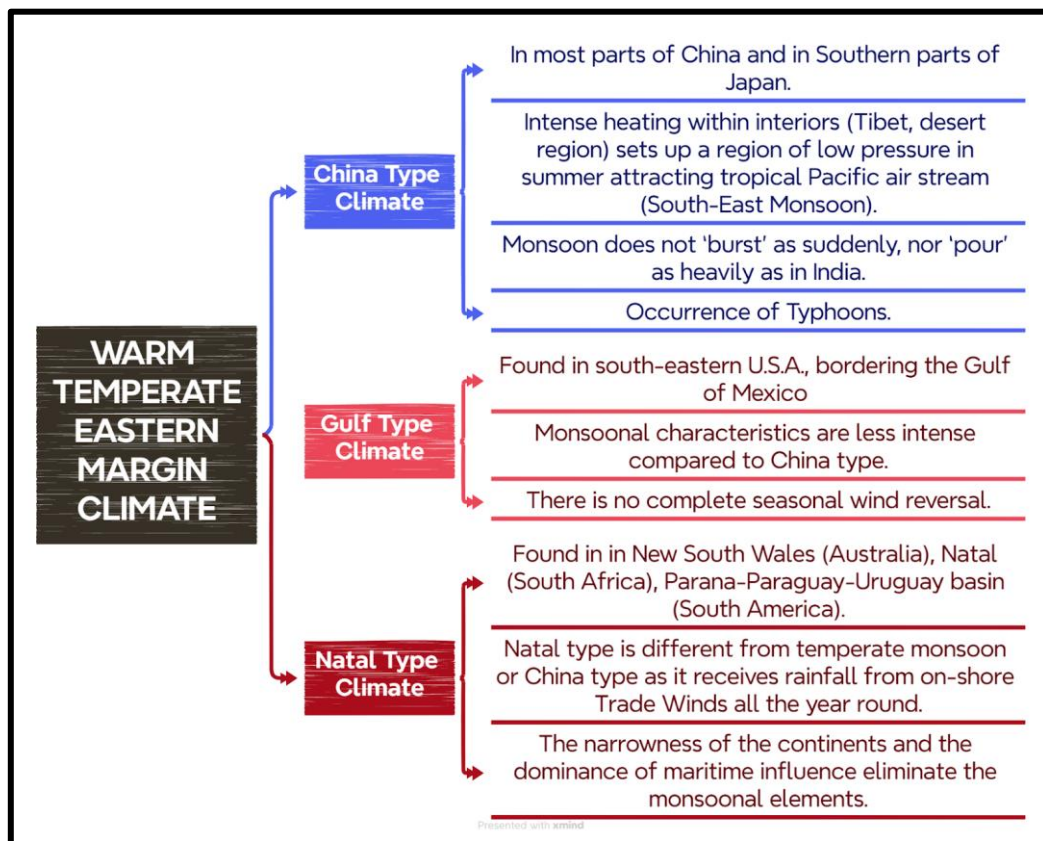 WARM
TEMPERATE
EASTERN
MARGIN
CLIMATE
China Type
Climate
In most parts of China and in Southern parts of
Japan.
Intense heating within interiors (Tibet, desert
region) sets up a region of low pressure in
summer attracting tropical Pacific air stream
(South-East Monsoon).
Monsoon does not ‘burst’ as suddenly, nor ‘pour’
as heavily as in India.
Occurrence of Typhoons.
Gulf Type
Climate
Found in south-eastern U.S.A., bordering the Gulf
of Mexico
Monsoonal characteristics are less intense
compared to China type.
There is no complete seasonal wind reversal.
Natal Type
Climate
Found in in New South Wales (Australia), Natal
(South Africa), Parana-Paraguay-Uruguay basin
(South America).
Natal type is different from temperate monsoon
or China type as it receives rainfall from on-shore
Trade Winds all the year round.
The narrowness of the continents and the
dominance of maritime influence eliminate the
monsoonal elements.
Presented with xmind